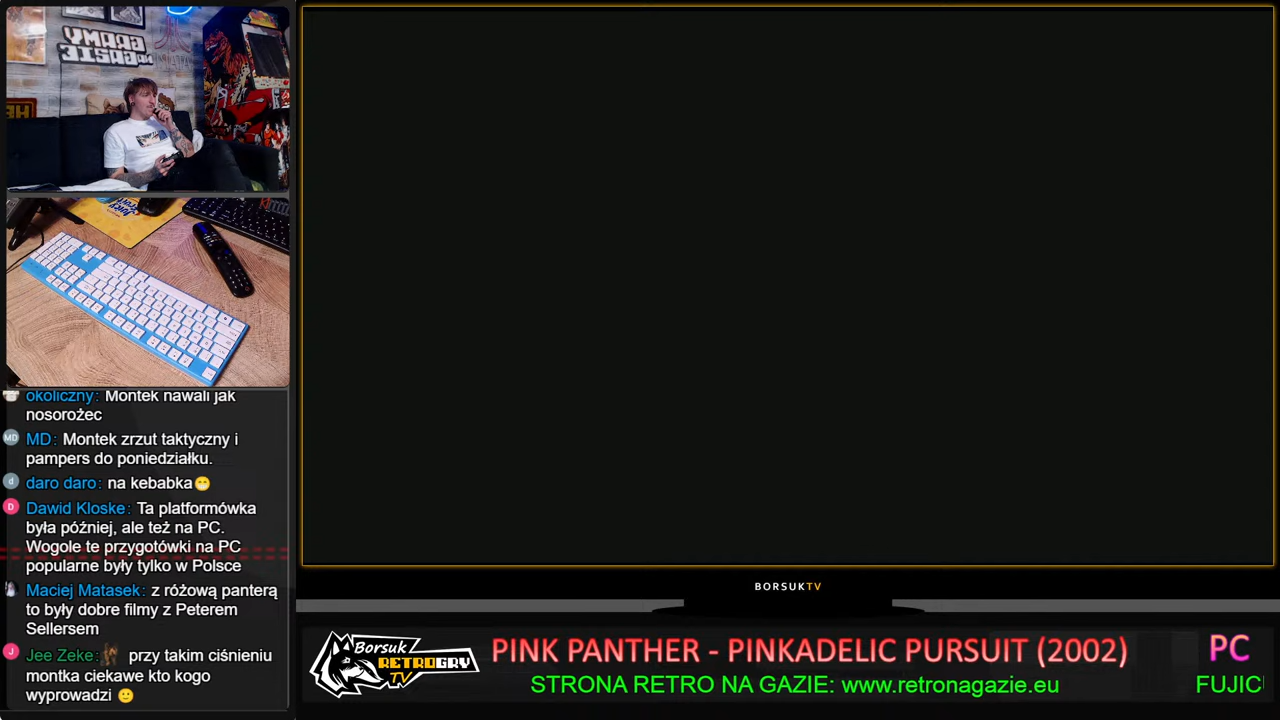 okoliczny: Montek nawali jak
nosorożec
MD: Montek zrzut taktyczny i
pampers do poniedziałku.
daro daro: na kebabka😁
Dawid Kloske: Ta platformówka
była później, ale też na PC.
Wogole te przygotówki na PC
popularne były tylko w Polsce
Maciej Matasek: z różową panterą
to były dobre filmy z Peterem
Sellersem
Jee Zeke: przy takim ciśnieniu
montka ciekawe kto kogo
wyprowadzi 🙂
BORSUKTV
Borsuk
RETROGRY
TV
PINK PANTHER - PINKADELIC PURSUIT (2002)
PC
STRONA RETRO NA GAZIE: www.retronagazie.eu
FUJIC